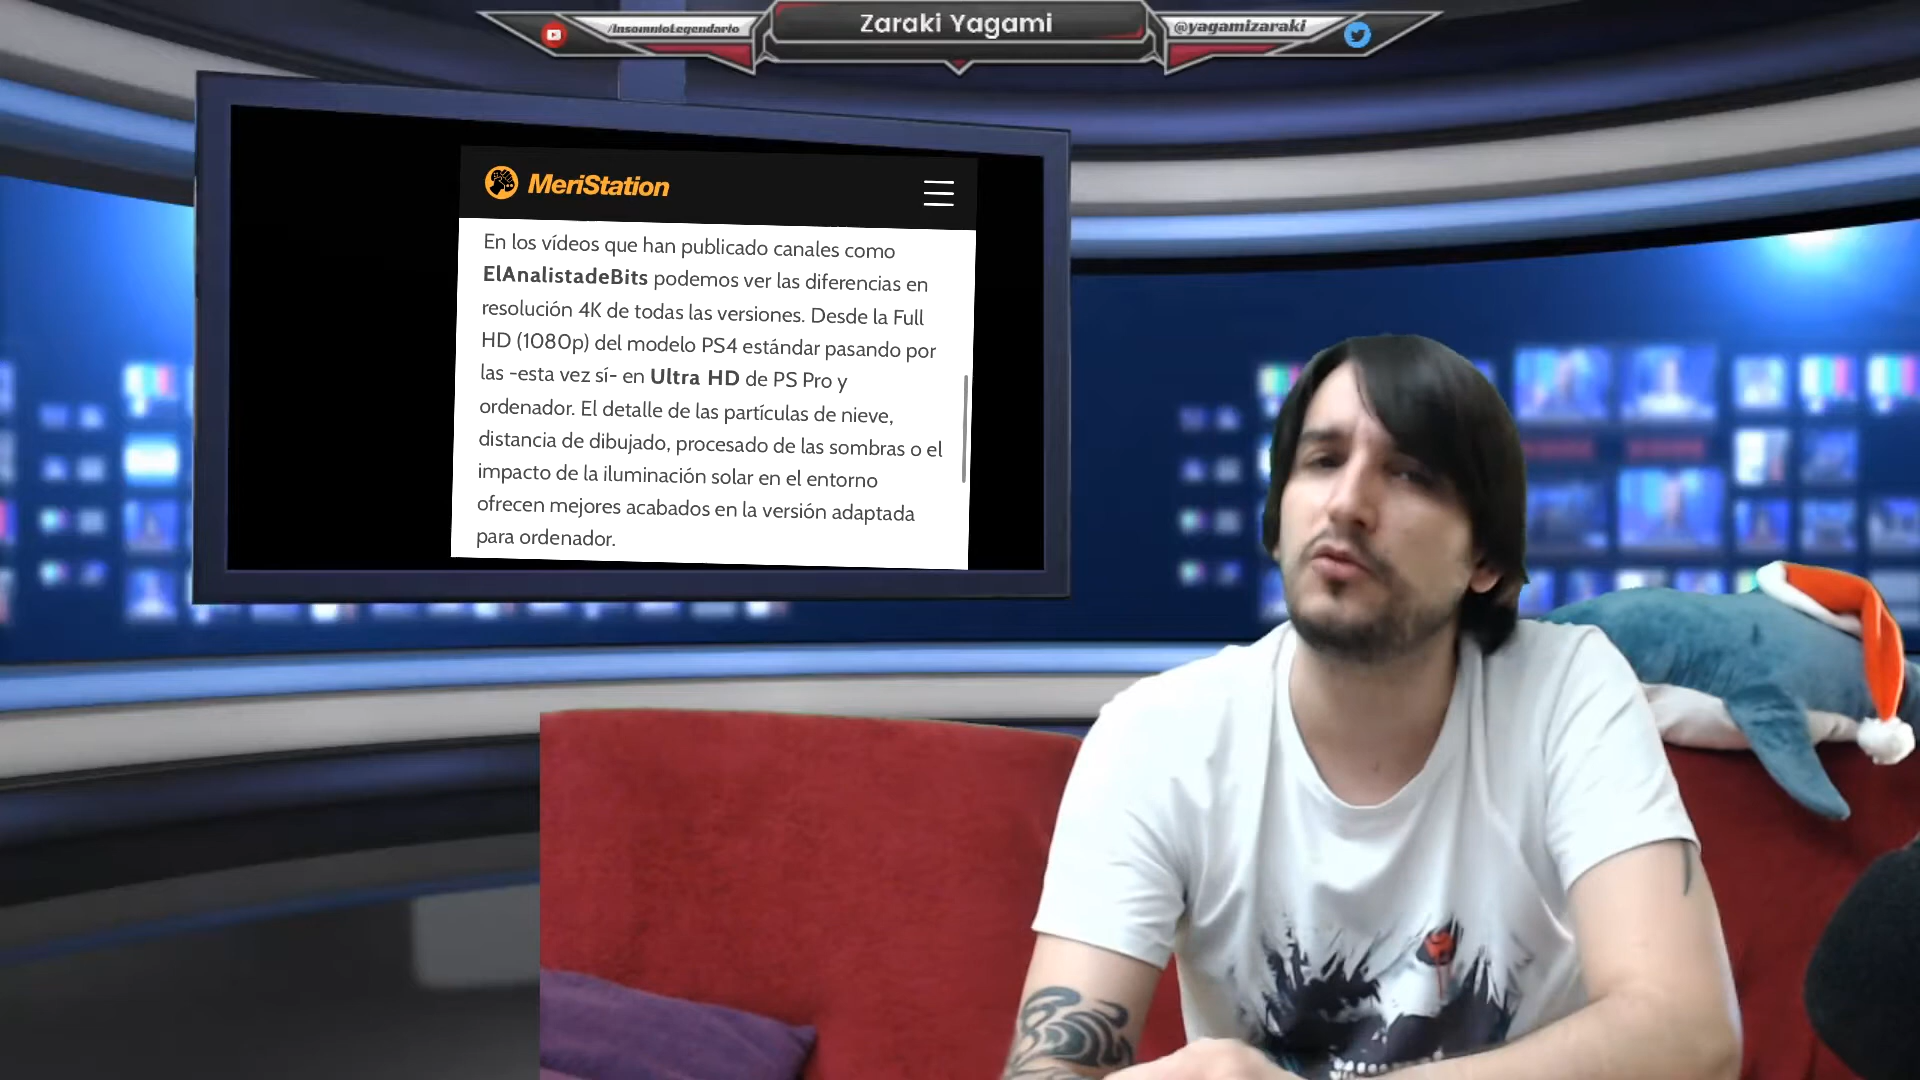 /InsomnioLegendario
Zaraki Yagami
@yagamizaraki
MeriStation
En los vídeos que han publicado canales como
ElAnalistadeBits podemos ver las diferencias en
resolución 4K de todas las versiones. Desde la Full
HD (1080p) del modelo PS4 estándar pasando por
las -esta vez sí- en Ultra HD de PS Pro y
ordenador. El detalle de las partículas de nieve,
distancia de dibujado, procesado de las sombras o el
impacto de la iluminación solar en el entorno
ofrecen mejores acabados en la versión adaptada
para ordenador.